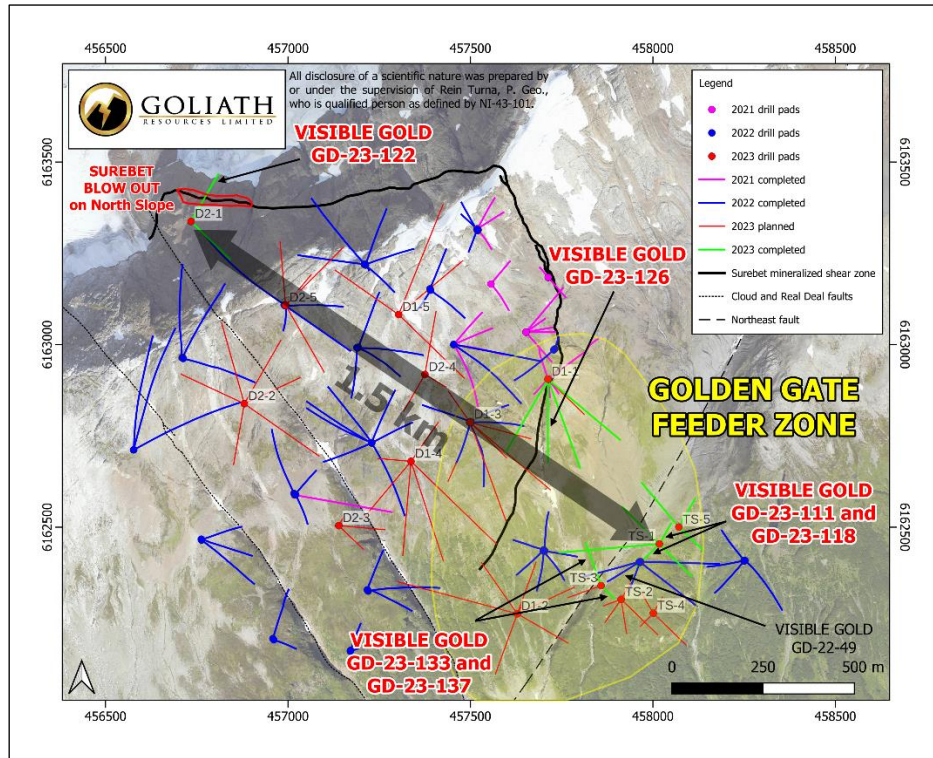 456500
457000
457500
458000
458500
GOLIATH
RESOURCES LIMITED
All disclosure of a scientific nature was prepared by
or under the supervision of Rein Turna, P. Geo.,
who is qualified person as defined by NI-43-101.
Legend
2021 drill pads
2022 drill pads
2023 drill pads
2021 completed
2022 completed
2023 planned
2023 completed
Surebet mineralized shear zone
Cloud and Real Deal faults
Northeast fault
VISIBLE GOLD
GD-23-122
6163500
6163500
SUREBET
BLOW OUT
on North Slope
D2-1
VISIBLE GOLD
GD-23-126
D2-5
D1-5
6163000
6163000
D2-4
D1-1
1.5 km
GOLDEN GATE
FEEDER ZONE
D2-2
D1-3
D1-4
VISIBLE GOLD
GD-23-111 and
GD-23-118
D2-3
TS-5
TS-1
6162500
6162500
TS-3
TS-2
D1-2
TS-4
VISIBLE GOLD
GD-23-133 and
GD-23-137
VISIBLE GOLD
GD-22-49
0
250
500 m
456500
457000
457500
458000
458500